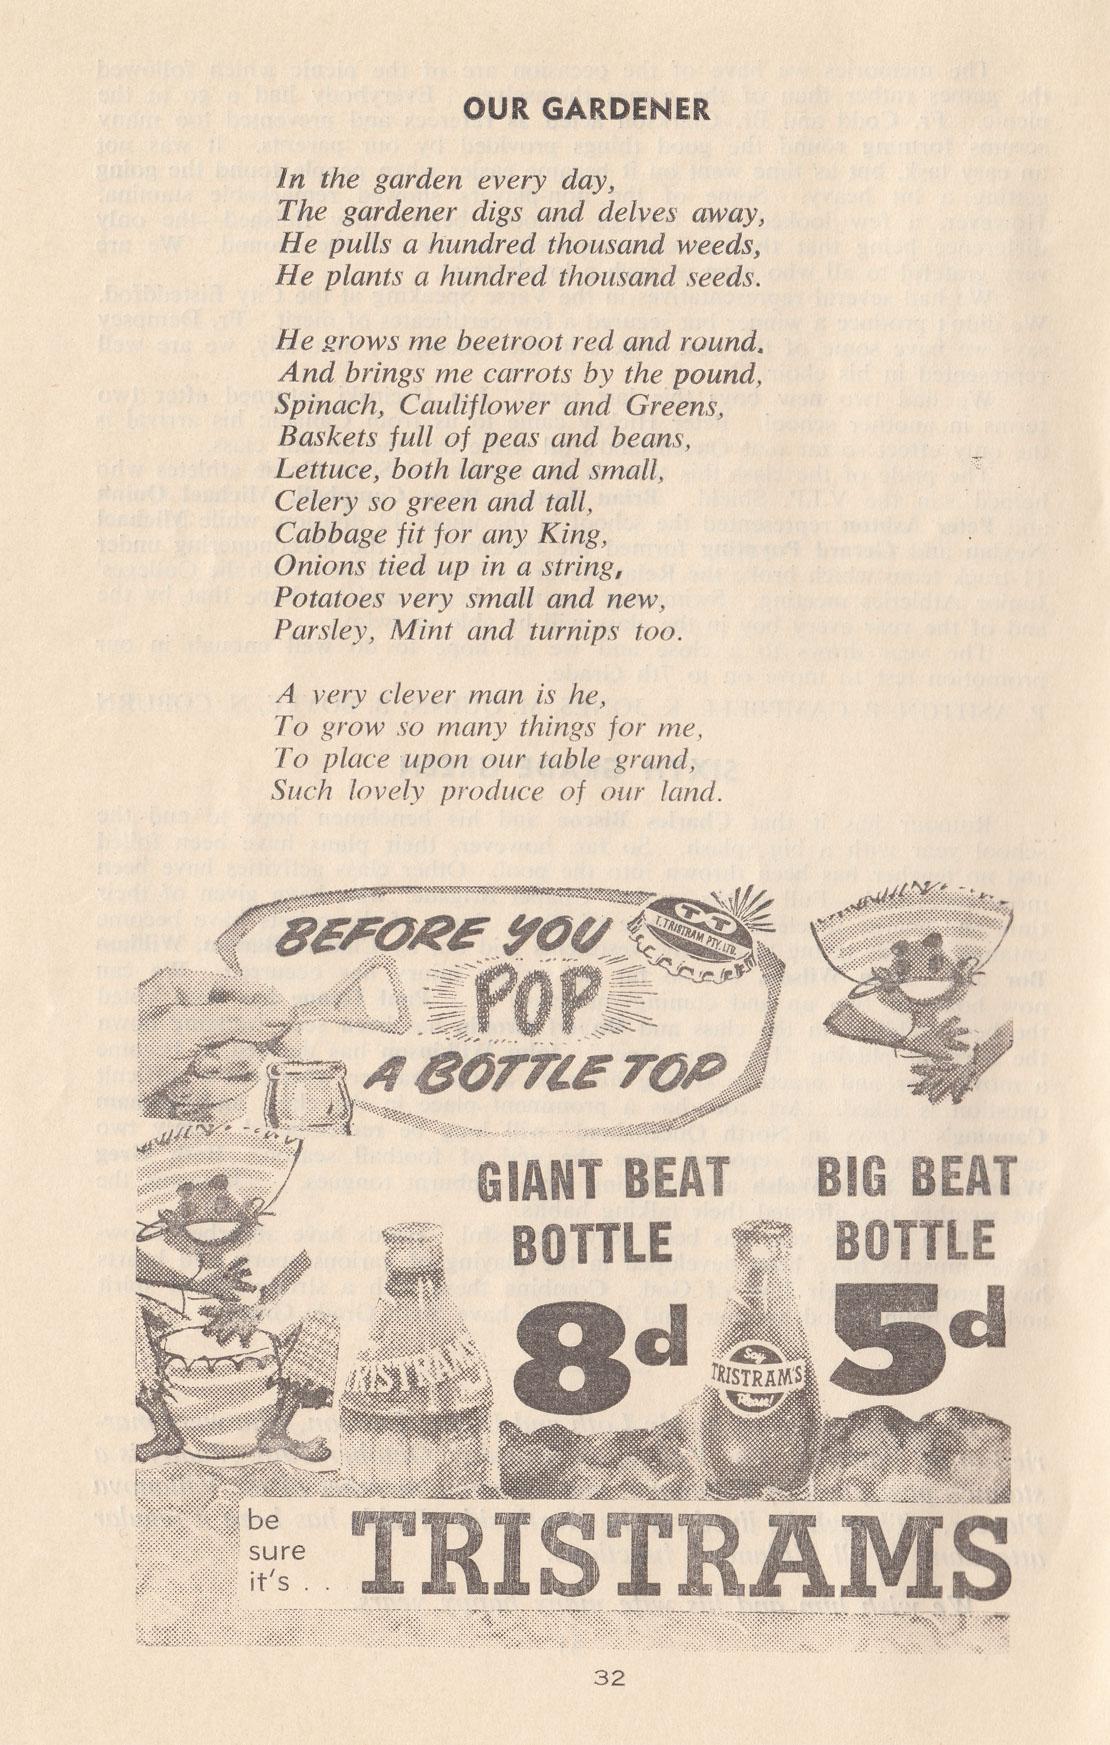 OUR GARDENER
In the garden every day,
The gardener digs and delves away,
He pulls a hundred thousand weeds,
He plants a hundred thousand seeds.
He grows me beetroot red and round.
And brings me carrots by the pound,
Spinach, Cauliflower and Greens,
Baskets full of peas and beans,
Lettuce, both large and small,
Celery so green and tall,
Cabbage fit for any King,
Onions tied up in a string,
Potatoes very small and new,
Parsley, Mint and turnips too.
A very clever man is he,
To grow so many things for me,
To place upon our table grand,
Such lovely produce of our land.
BEFORE YOU
POP
A BOTTLE TOP
TT
T. TRISTRAM PTY. LTD.
GIANT BEAT
BOTTLE
8d
BIG BEAT
BOTTLE
5d
TRISTRAMS
Say
TRISTRAM'S
Please!
be
sure
it's . .
TRISTRAMS
32